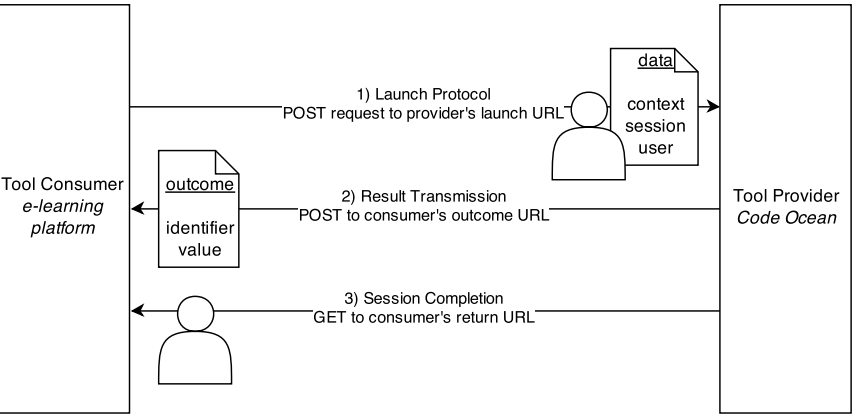 data
1) Launch Protocol
POST request to provider's launch URL
context
session
user
Tool Consumer
e-learning
platform
outcome
identifier
value
2) Result Transmission
POST to consumer's outcome URL
Tool Provider
Code Ocean
3) Session Completion
GET to consumer's return URL